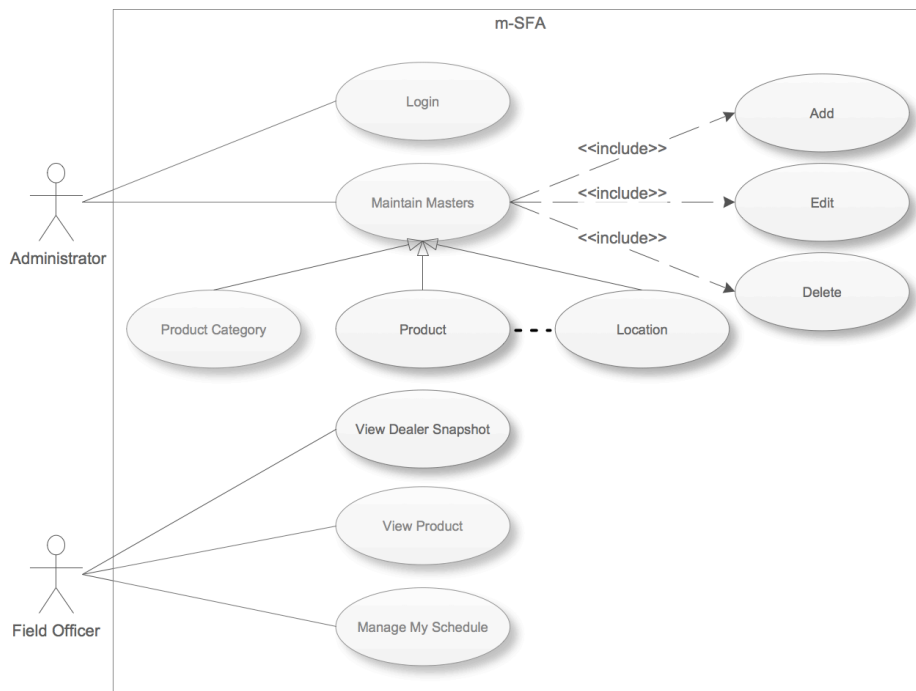 m-SFA
Login
Add
<<include>>
Maintain Masters
<<include>>
Edit
<<include>>
Administrator
Delete
Product Category
Product
Location
View Dealer Snapshot
View Product
Field Officer
Manage My Schedule